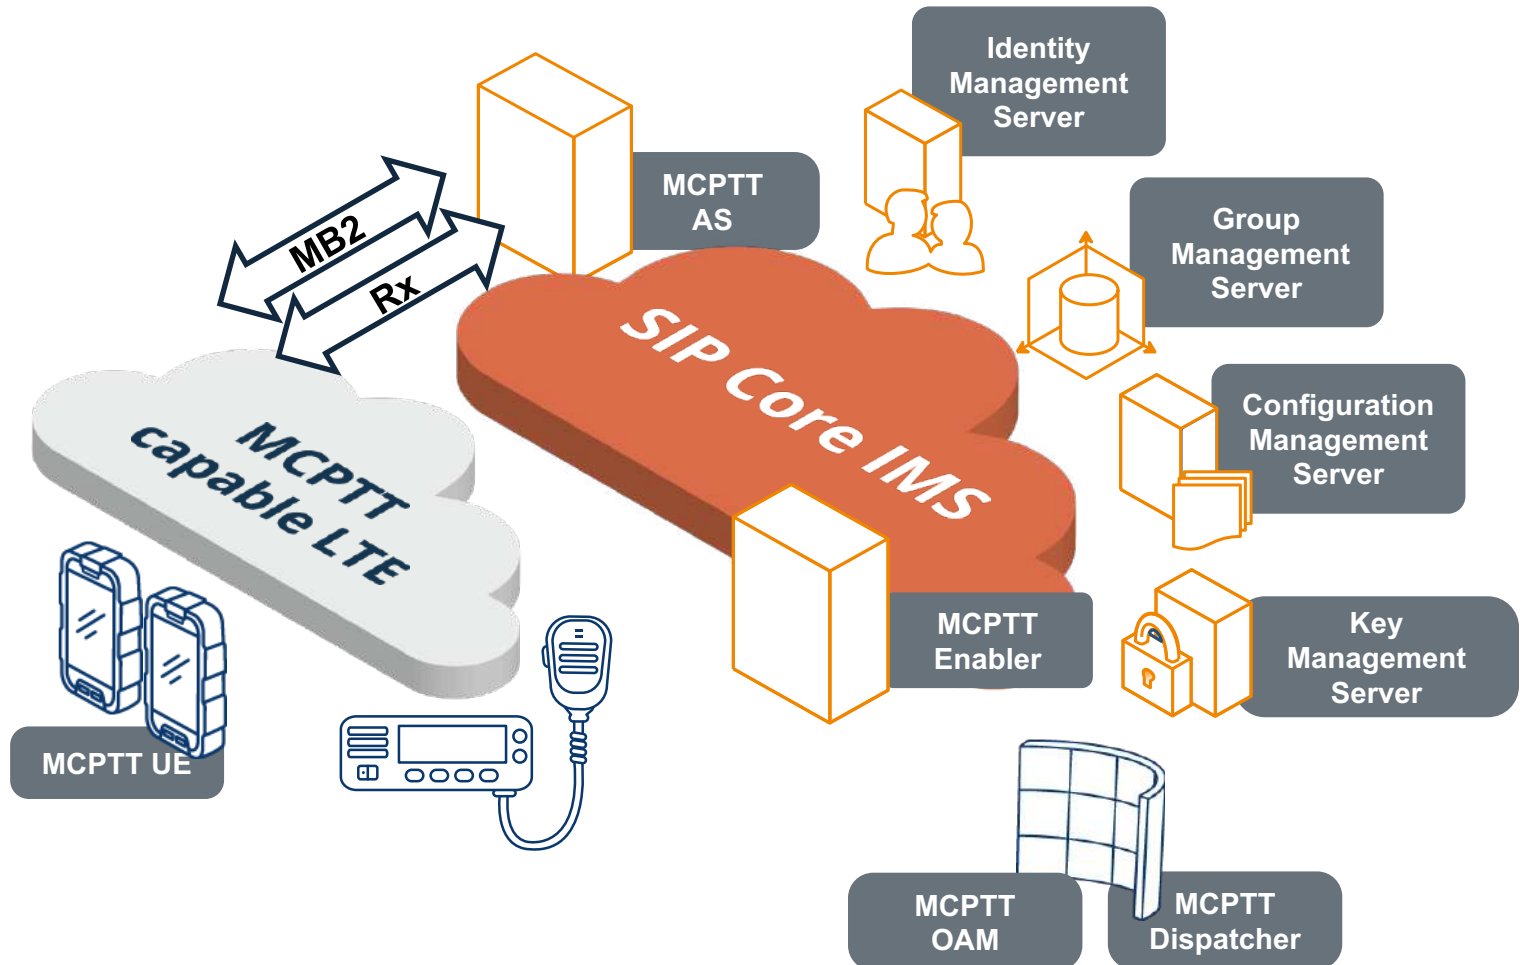 Identity
Management
Server
MCPTT
AS
Group
Management
Server
MB2
Rx
SIP Core IMS
Configuration
Management
Server
MCPTT
capable LTE
MCPTT
Enabler
Key
Management
Server
MCPTT UE
MCPTT
OAM
MCPTT
Dispatcher